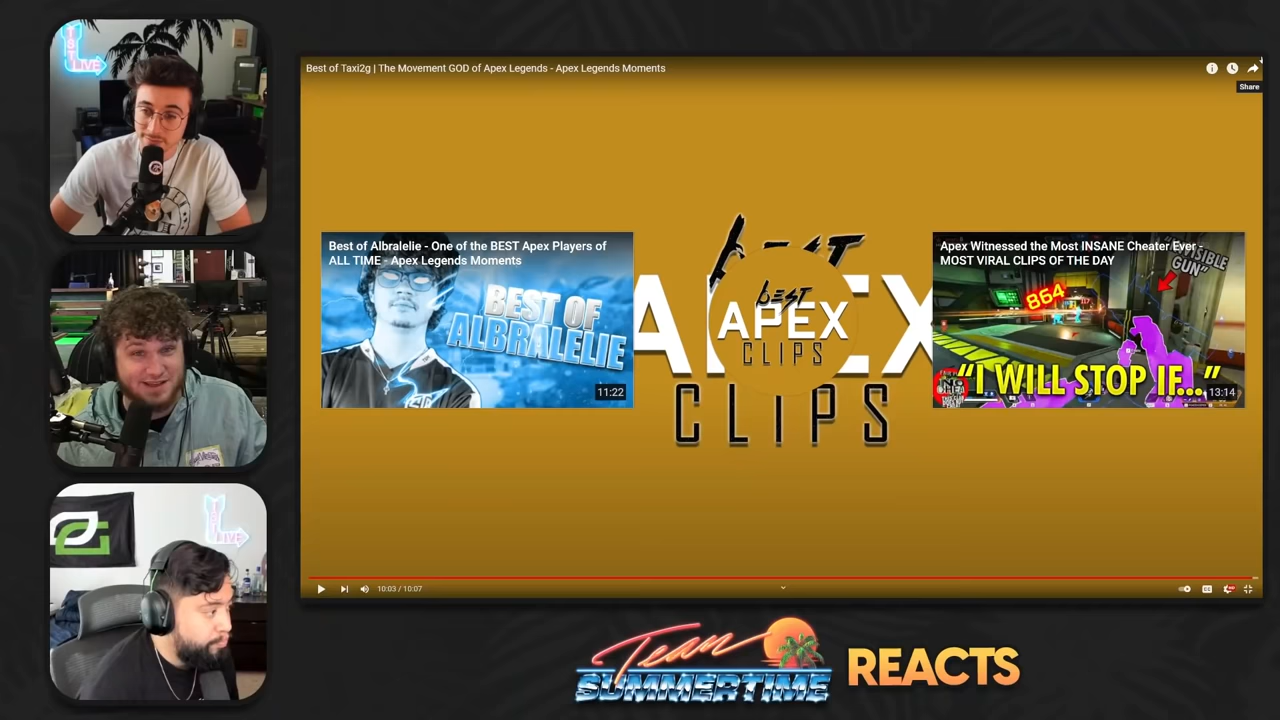 TST
LIVE
Best of Taxi2g | The Movement GOD of Apex Legends - Apex Legends Moments
Share
Best of Albralelie - One of the BEST Apex Players of
ALL TIME - Apex Legends Moments
BEST OF
ALBRALELIE
11:22
APEX
CLIPS
best
APEX
CLIPS
Apex Witnessed the Most INSANE Cheater Ever -
MOST VIRAL CLIPS OF THE DAY
GUN"
864
"I WILL STOP IF..."
13:14
10:03 / 10:07
TST
LIVE
Team
SUMMERTIME
REACTS